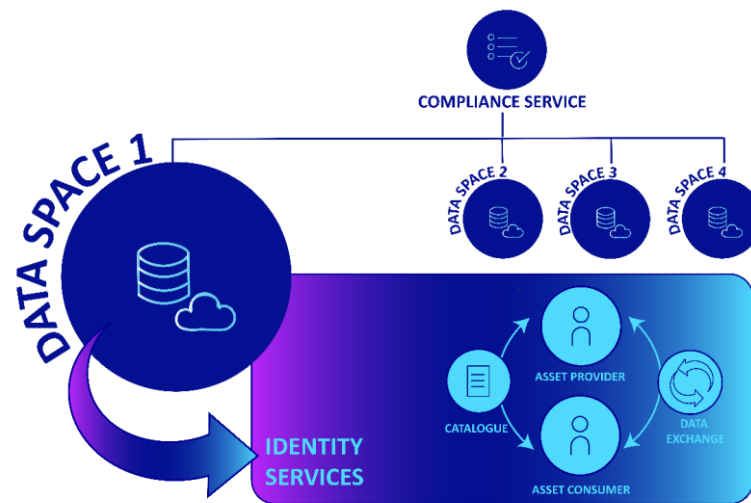 COMPLIANCE SERVICE
DATA SPACE 1
DATA SPACE 2
DATA SPACE 3
DATA SPACE 4
ASSET PROVIDER
CATALOGUE
DATA
EXCHANGE
IDENTITY
SERVICES
ASSET CONSUMER